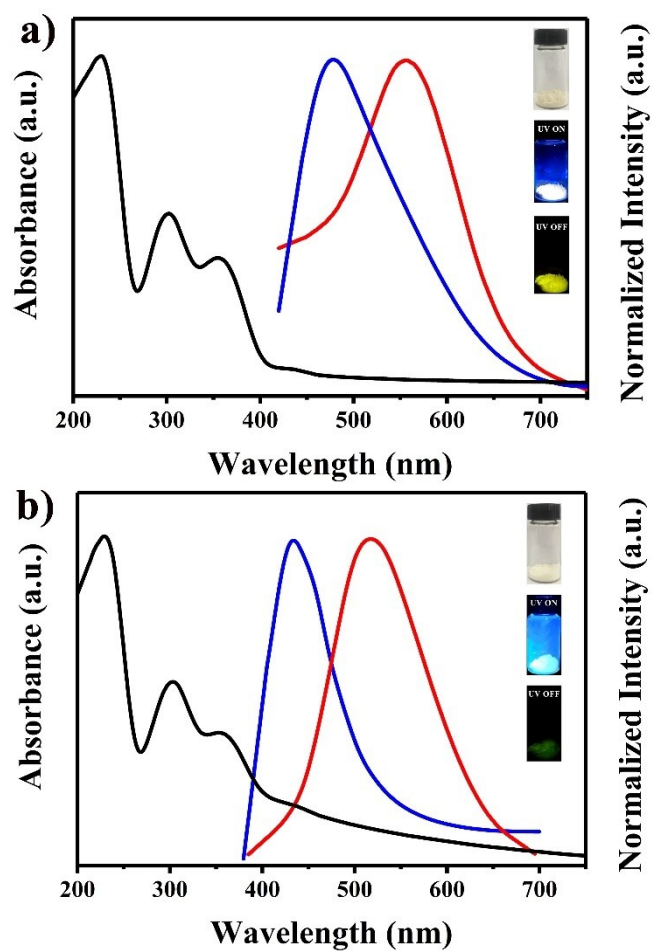 a)
Absorbance (a.u.)
Normalized Intensity (a.u.)
UV ON
UV OFF
200 300 400 500 600 700
Wavelength (nm)
b)
Absorbance (a.u.)
Normalized Intensity (a.u.)
UV ON
UV OFF
200 300 400 500 600 700
Wavelength (nm)